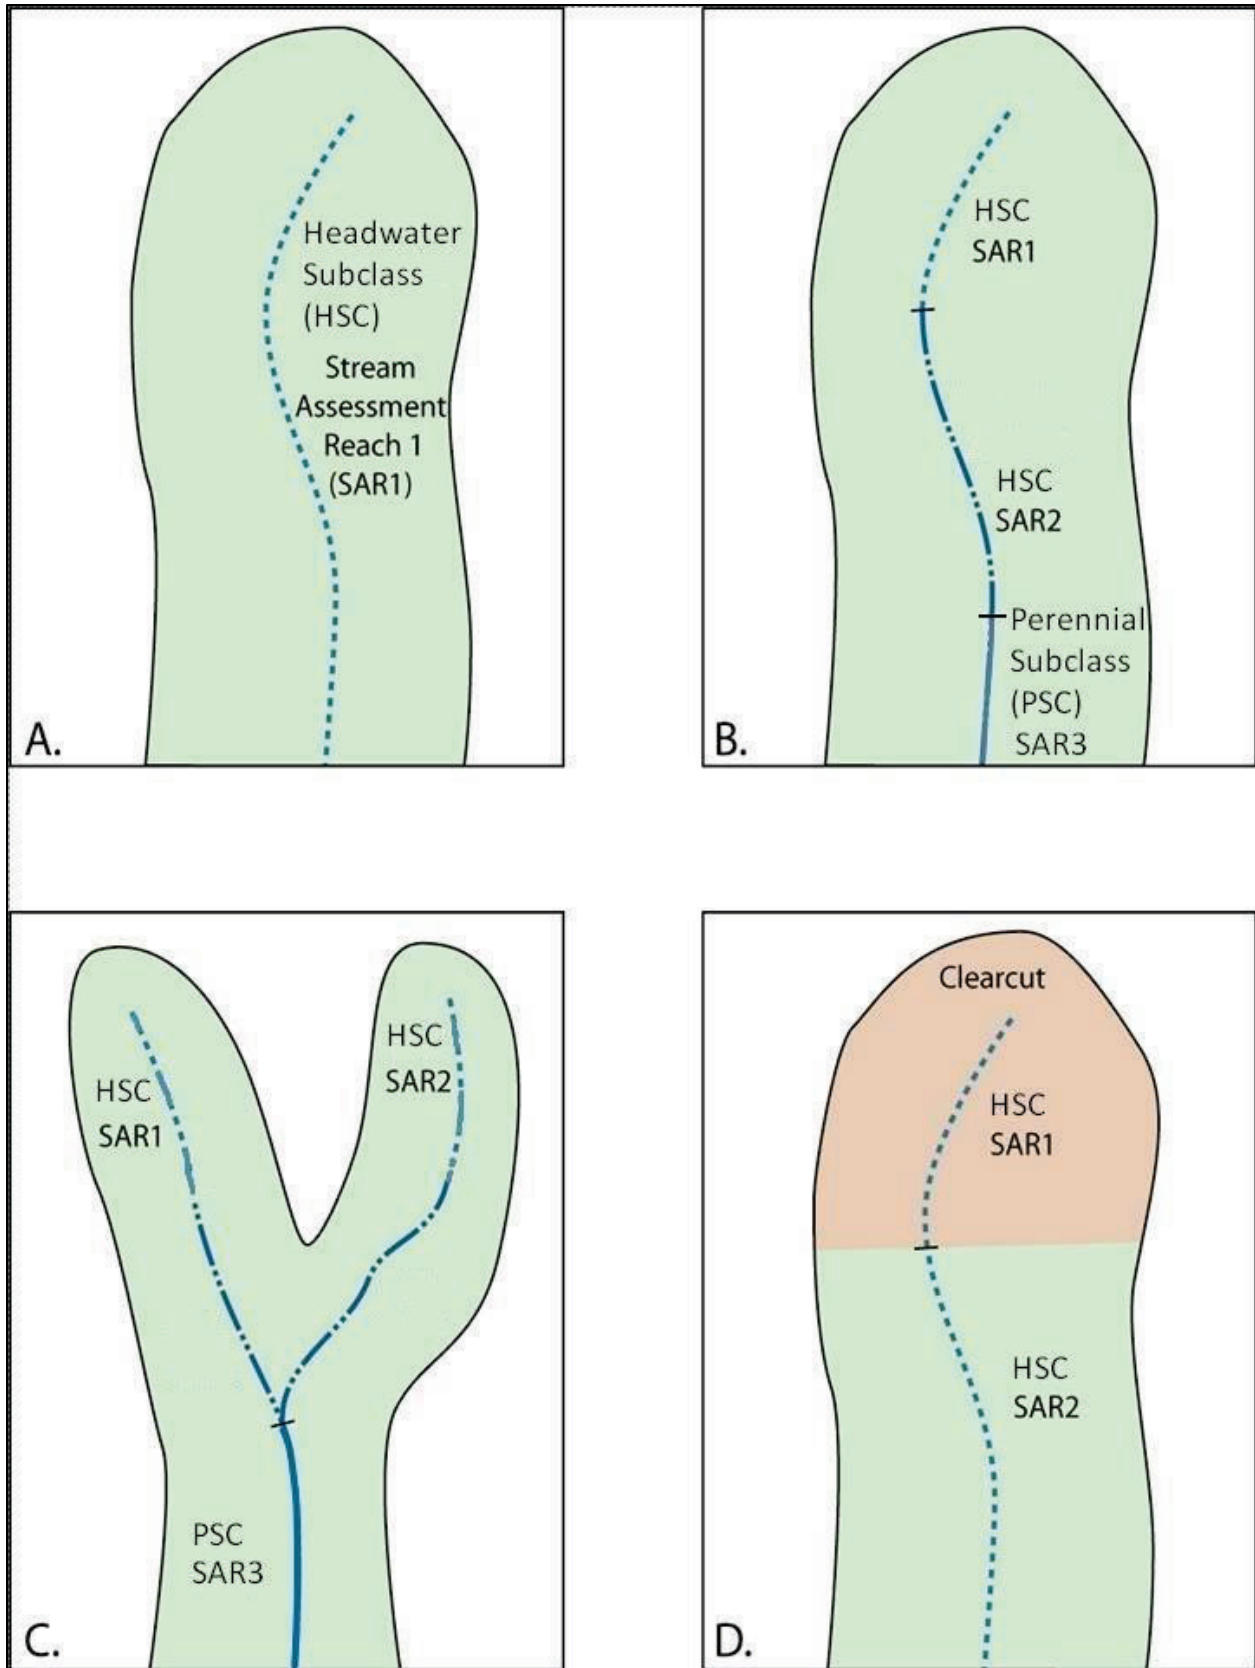 Headwater
Subclass
(HSC)
Stream
Assessment
Reach 1
(SAR1)
A.
HSC
SAR1
HSC
SAR2
Perennial
Subclass
(PSC)
SAR3
B.
HSC
SAR1
HSC
SAR2
PSC
SAR3
C.
Clearcut
HSC
SAR1
HSC
SAR2
D.